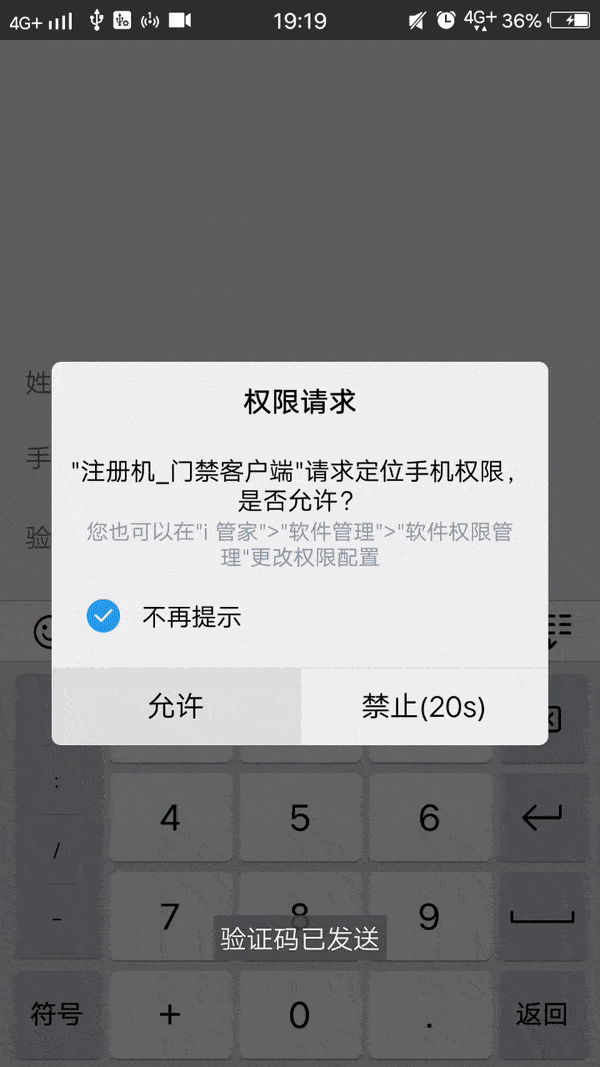 4G+ 19:19 4G+ 36%
姓
手
验
权限请求
"注册机_门禁客户端"请求定位手机权限，
是否允许？
您也可以在"i 管家">"软件管理">"软件权限管
理"更改权限配置
不再提示
允许 禁止(20s)
:
4 5 6
/
7 8 9
-
验证码已发送
符号 + 0 . 返回